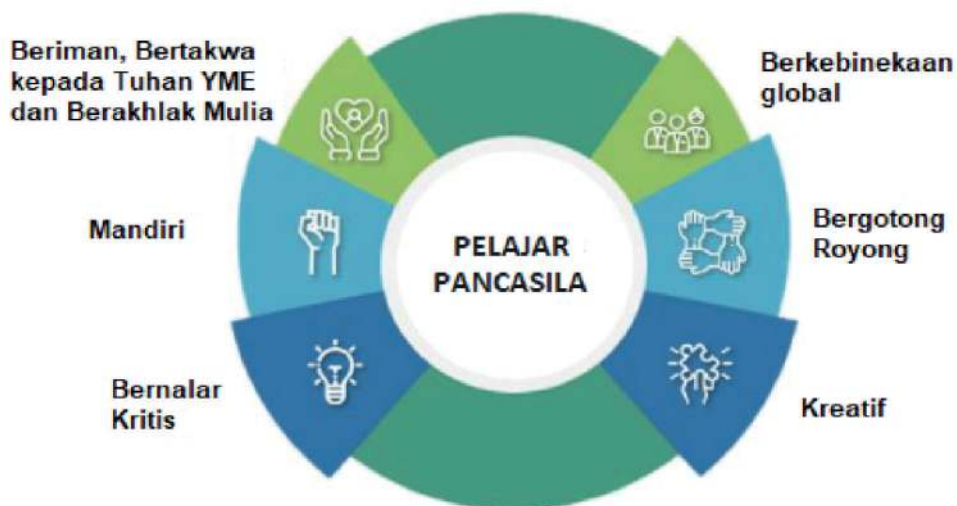 Beriman, Bertakwa
kepada Tuhan YME
dan Berakhlak Mulia
Berkebinekaan
global
Mandiri
PELAJAR
PANCASILA
Bergotong
Royong
Bernalar
Kritis
Kreatif